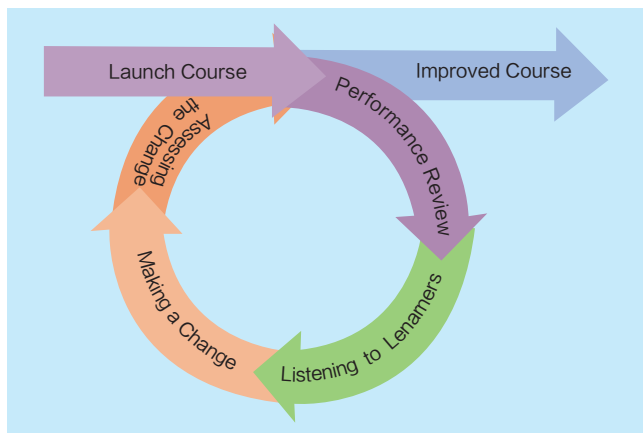 Launch Course
Improved Course
Performance Review
Listening to Lenamers
Making a Change
Assessing
the Change